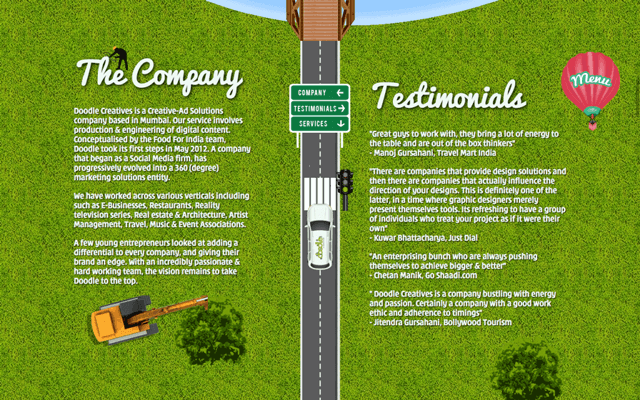 The Company
Doodle Creatives is a Creative-Ad Solutions
company based in Mumbai. Our service involves
production & engineering of digital content.
Conceptualised by the Food For India team,
Doodle took its first steps in May 2012. A company
that began as a Social Media firm, has
progressively evolved into a 360 (degree)
marketing solutions entity.
We have worked across various verticals including
such as E-Businesses, Restaurants, Reality
television series, Real estate & Architecture, Artist
Management, Travel, Music & Event Associations.
A few young entrepreneurs looked at adding a
differential to every company, and giving their
brand an edge. With an incredibly passionate &
hard working team, the vision remains to take
Doodle to the top.
COMPANY
TESTIMONIALS
SERVICES
Testimonials
Menu
"Great guys to work with, they bring a lot of energy to
the table and are out of the box thinkers"
- Manoj Gursahani, Travel Mart India
"There are companies that provide design solutions and
then there are companies that actually influence the
direction of your designs. This is definitely one of the
latter, in a time where graphic designers merely
present themselves tools. Its refreshing to have a group
of individuals who treat your project as if it were their
own"
- Kuwar Bhattacharya, Just Dial
"An enterprising bunch who are always pushing
themselves to achieve bigger & better"
- Chetan Manik, Go Shaadi.com
" Doodle Creatives is a company bustling with energy
and passion. Certainly a company with a good work
ethic and adherence to timings"
- Jitendra Gursahani, Bollywood Tourism